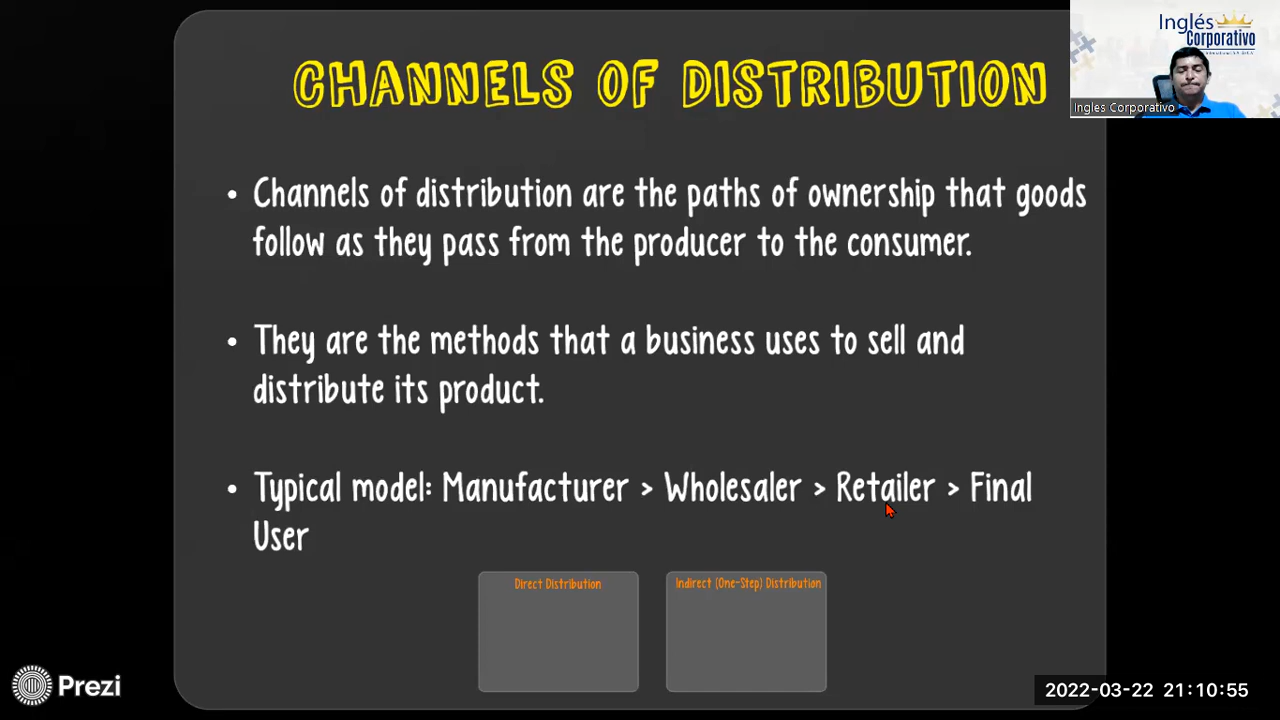 Inglés
Corporativo
Ingles Corporativo
CHANNELS OF DISTRIBUTION
• Channels of distribution are the paths of ownership that goods
follow as they pass from the producer to the consumer.
• They are the methods that a business uses to sell and
distribute its product.
• Typical model: Manufacturer > Wholesaler > Retailer > Final
User
Direct Distribution
Indirect (One-Step) Distribution
Prezi
2022-03-22 21:10:55